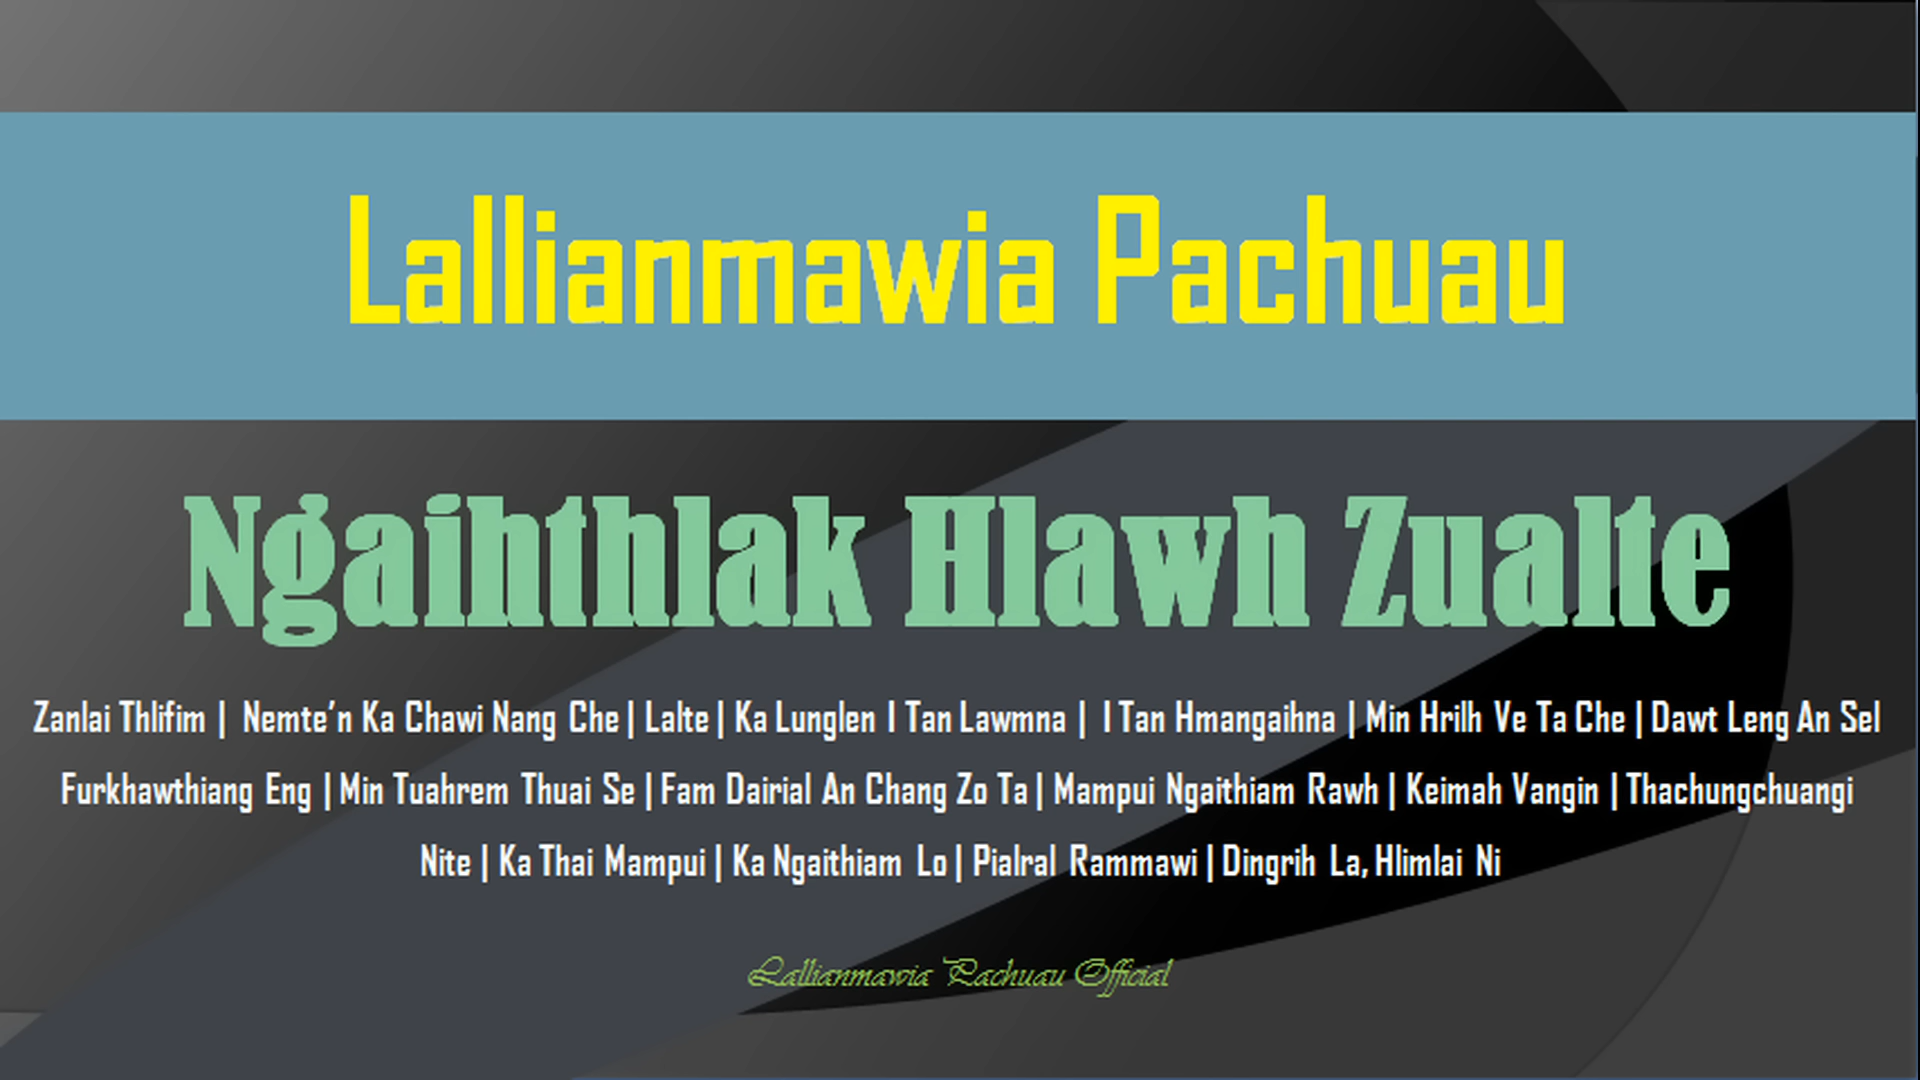 Lallianmawia Pachuau
Ngaihthlak Hlawh Zualte
Zanlai Thlifim | Nemte’n Ka Chawi Nang Che | Lalte | Ka Lunglen I Tan Lawmna | I Tan Hmangaihna | Min Hrilh Ve Ta Che | Dawt Leng An Sel
Furkhawthiang Eng | Min Tuahrem Thuai Se | Fam Dairial An Chang Zo Ta | Mampui Ngaithiam Rawh | Keimah Vangin | Thachungchuangi
Nite | Ka Thai Mampui | Ka Ngaithiam Lo | Pialral Rammawi | Dingrih La, Hlimlai Ni
Lallianmawia Pachuau Official